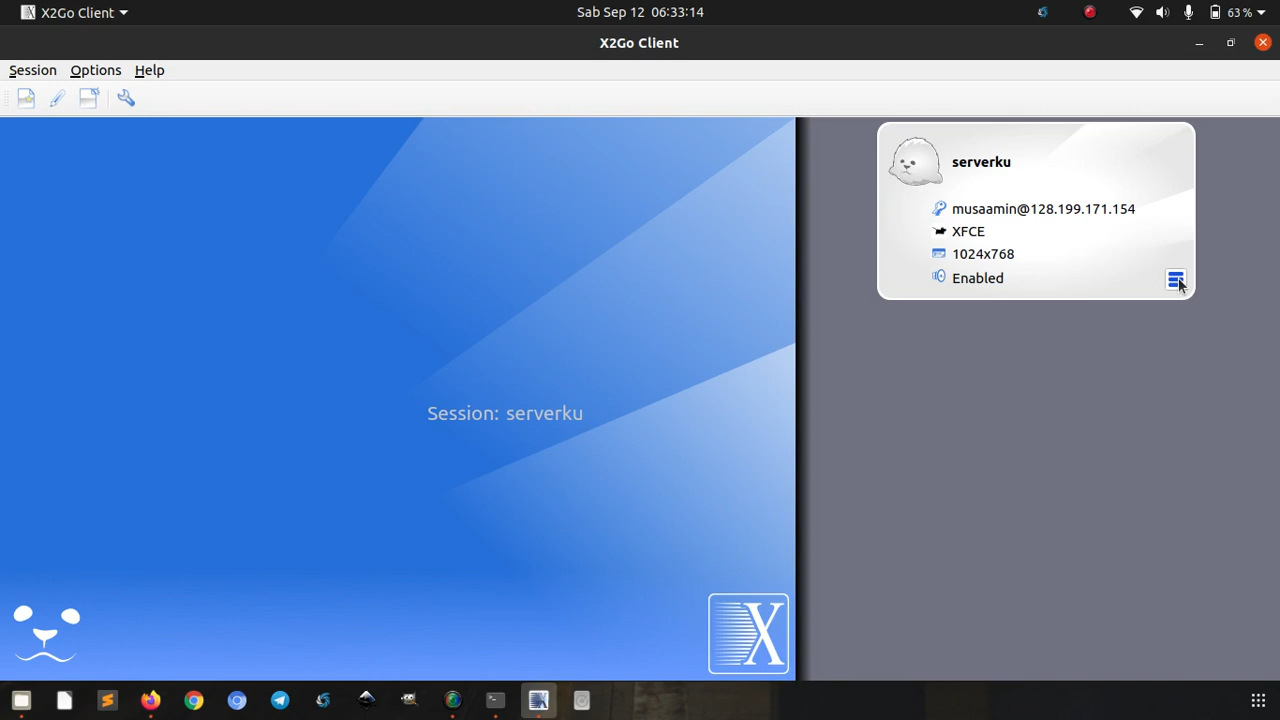 X2Go Client
Sab Sep 12 06:33:14
63 %
X2Go Client
Session Options Help
serverku
musaamin@128.199.171.154
XFCE
1024x768
Enabled
Session: serverku
X